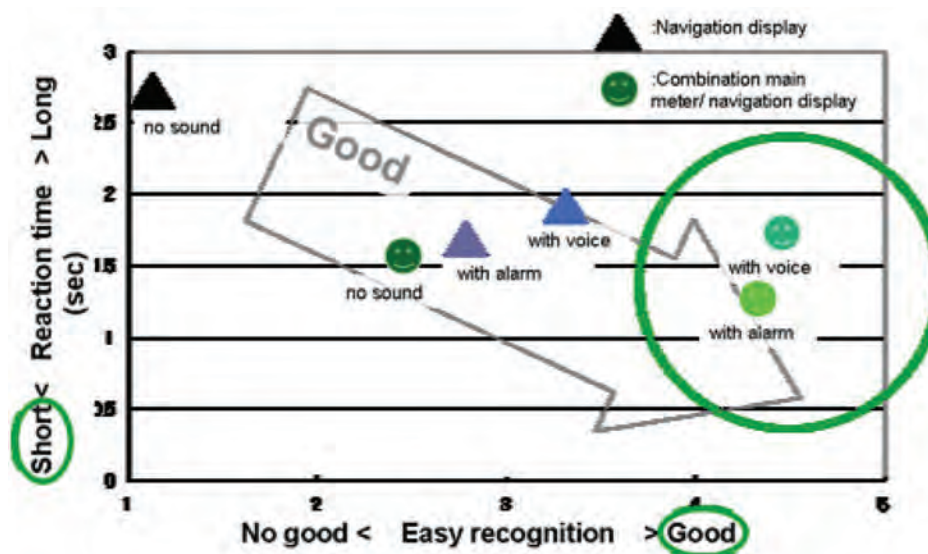 :Navigation display
:Combination main
meter/ navigation display
3
2.5
2
1.5
1
0.5
0
Short < Reaction time > Long
(sec)
no sound
Good
with voice
with alarm
no sound
with voice
with alarm
1
2
3
4
5
No good < Easy recognition > Good